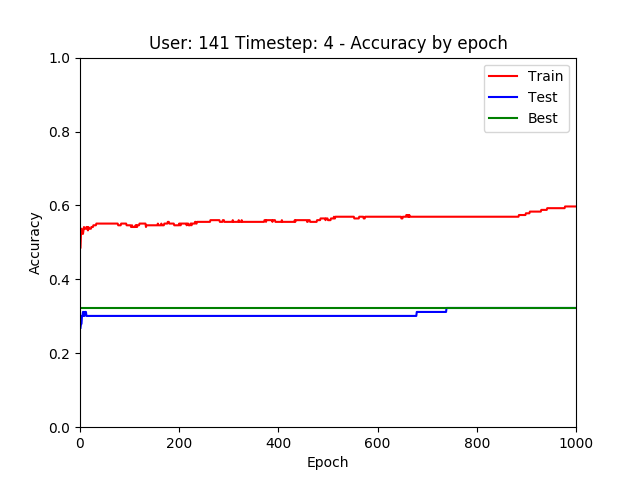 User: 141 Timestep: 4 - Accuracy by epoch
1.0
0.8
0.6
0.4
0.2
0.0
Accuracy
0 200 400 600 800 1000
Epoch
Train
Test
Best